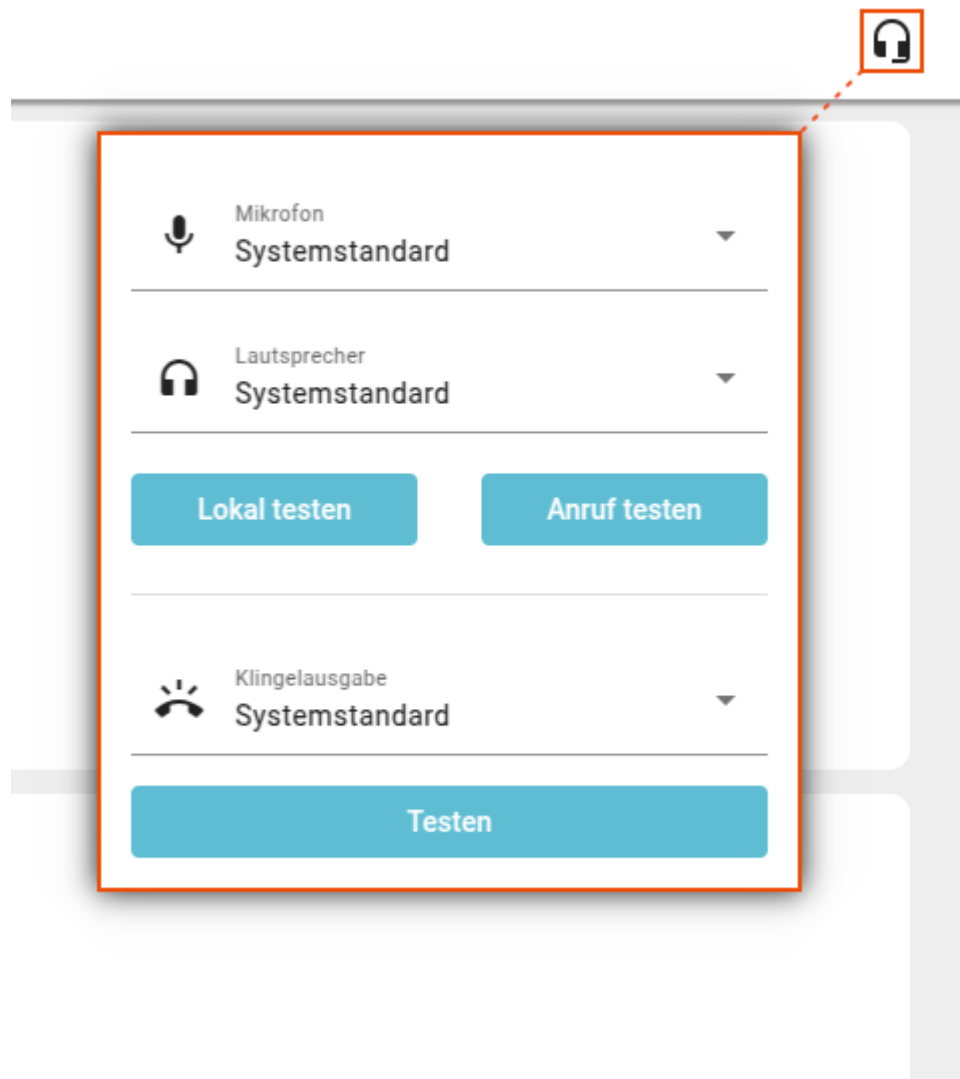 Mikrofon
Systemstandard
Lautsprecher
Systemstandard
Lokal testen
Anruf testen
Klingelausgabe
Systemstandard
Testen